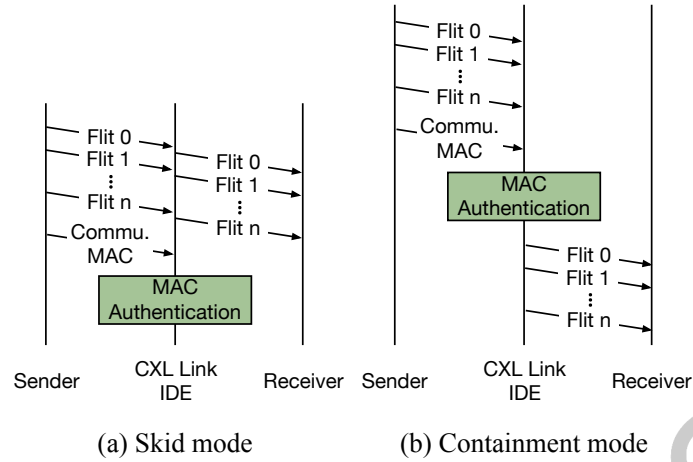 Flit 0
Flit 1
Flit n
Commu.
MAC
Flit 0
Flit 1
Flit n
MAC
Authentication
Sender
CXL Link
IDE
Receiver
(a) Skid mode
Flit 0
Flit 1
Flit n
Commu.
MAC
MAC
Authentication
Flit 0
Flit 1
Flit n
Sender
CXL Link
IDE
Receiver
(b) Containment mode